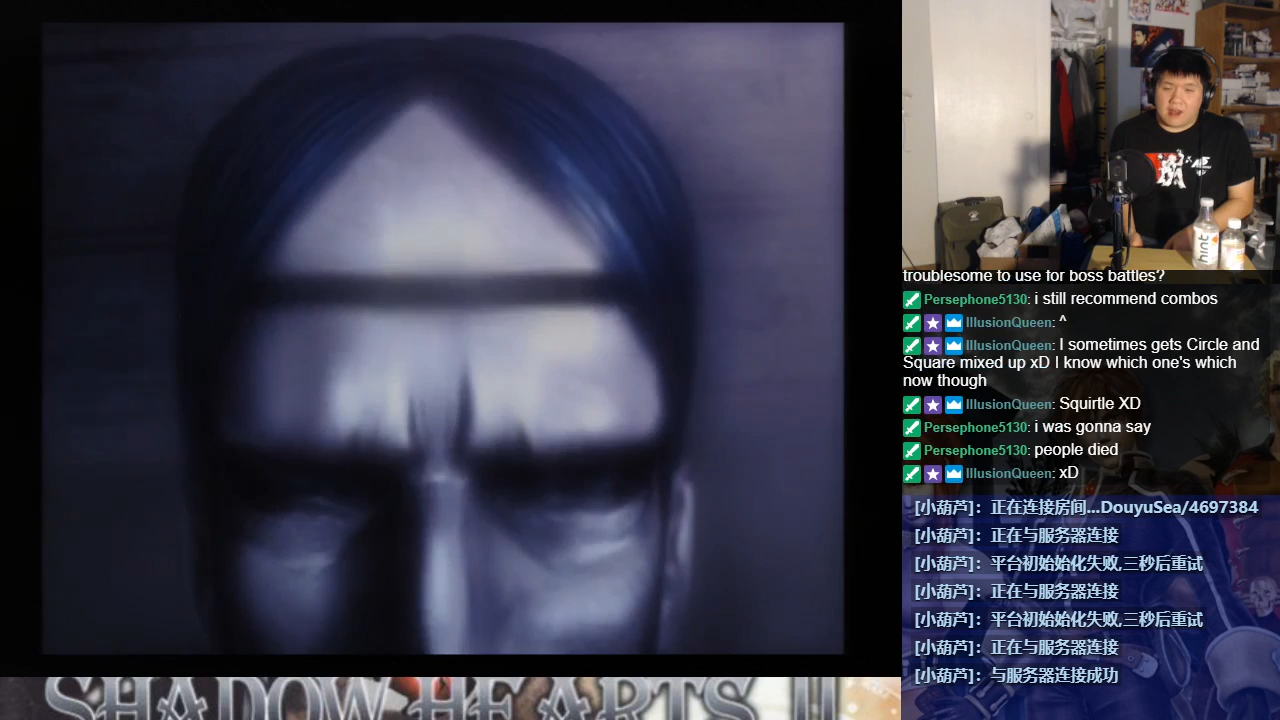 hint
troublesome to use for boss battles?
Persephone5130: i still recommend combos
IllusionQueen: ^
IllusionQueen: I sometimes gets Circle and
Square mixed up xD I know which one's which
now though
IllusionQueen: Squirtle XD
Persephone5130: i was gonna say
Persephone5130: people died
IllusionQueen: xD
[小葫芦]：正在连接房间...DouyuSea/4697384
[小葫芦]：正在与服务器连接
[小葫芦]：平台初始始化失败,三秒后重试
[小葫芦]：正在与服务器连接
[小葫芦]：平台初始始化失败,三秒后重试
[小葫芦]：正在与服务器连接
[小葫芦]：与服务器连接成功
SHADOW HEARTS II